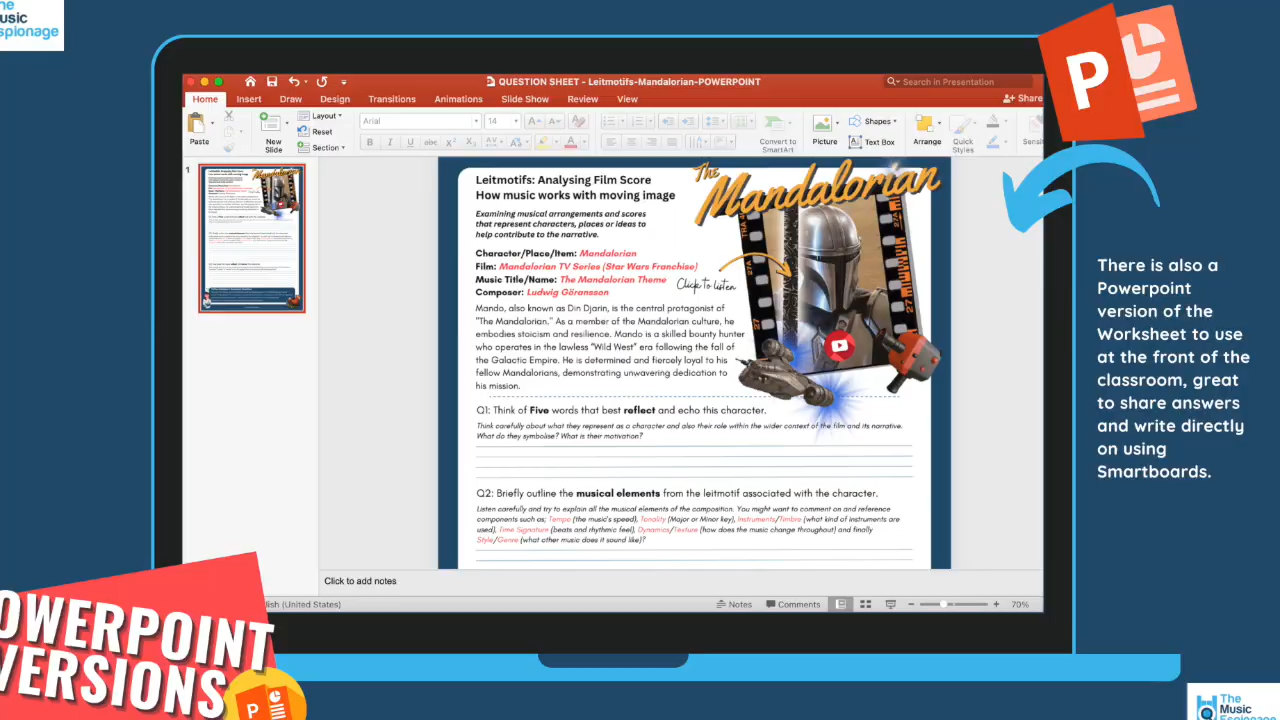 The
Music
Espionage
QUESTION SHEET - Leitmotifs-Mandalorian-POWERPOINT
Search in Presentation
Home Insert Draw Design Transitions Animations Slide Show Review View Share
Paste
New Slide
Layout
Reset
Section
Arial 14
Convert to SmartArt
Picture
Shapes
Text Box
Arrange
Quick Styles
1
Leitmotifs: Analysing Film Score
How music works with moving image
Examining musical arrangements and scores
that represent characters, places or ideas to
help contribute to the narrative.
The Mandalorian
Character/Place/Item: Mandalorian
Film: Mandalorian TV Series (Star Wars Franchise)
Music Title/Name: The Mandalorian Theme
Composer: Ludwig Göransson
Click to listen
Mando, also known as Din Djarin, is the central protagonist of
"The Mandalorian." As a member of the Mandalorian culture, he
embodies stoicism and resilience. Mando is a skilled bounty hunter
who operates in the lawless "Wild West" era following the fall of
the Galactic Empire. He is determined and fiercely loyal to his
fellow Mandalorians, demonstrating unwavering dedication to
his mission.
Q1: Think of Five words that best reflect and echo this character.
Think carefully about what they represent as a character and also their role within the wider context of the film and its narrative.
What do they symbolise? What is their motivation?
Q2: Briefly outline the musical elements from the leitmotif associated with the character.
Listen carefully and try to explain all the musical elements of the composition. You might want to comment on and reference
components such as; Tempo (the music's speed), Tonality (Major or Minor key), Instruments/Timbre (what kind of instruments are
used), Time Signature (beats and rhythmic feel), Dynamics/Texture (how does the music change throughout) and finally
Style/Genre (what other music does it sound like)?
Click to add notes
lish (United States)
Notes Comments 70%
P
There is also a
Powerpoint
version of the
Worksheet to use
at the front of the
classroom, great
to share answers
and write directly
on using
Smartboards.
POWERPOINT
VERSIONS
P
The
Music
Espionage